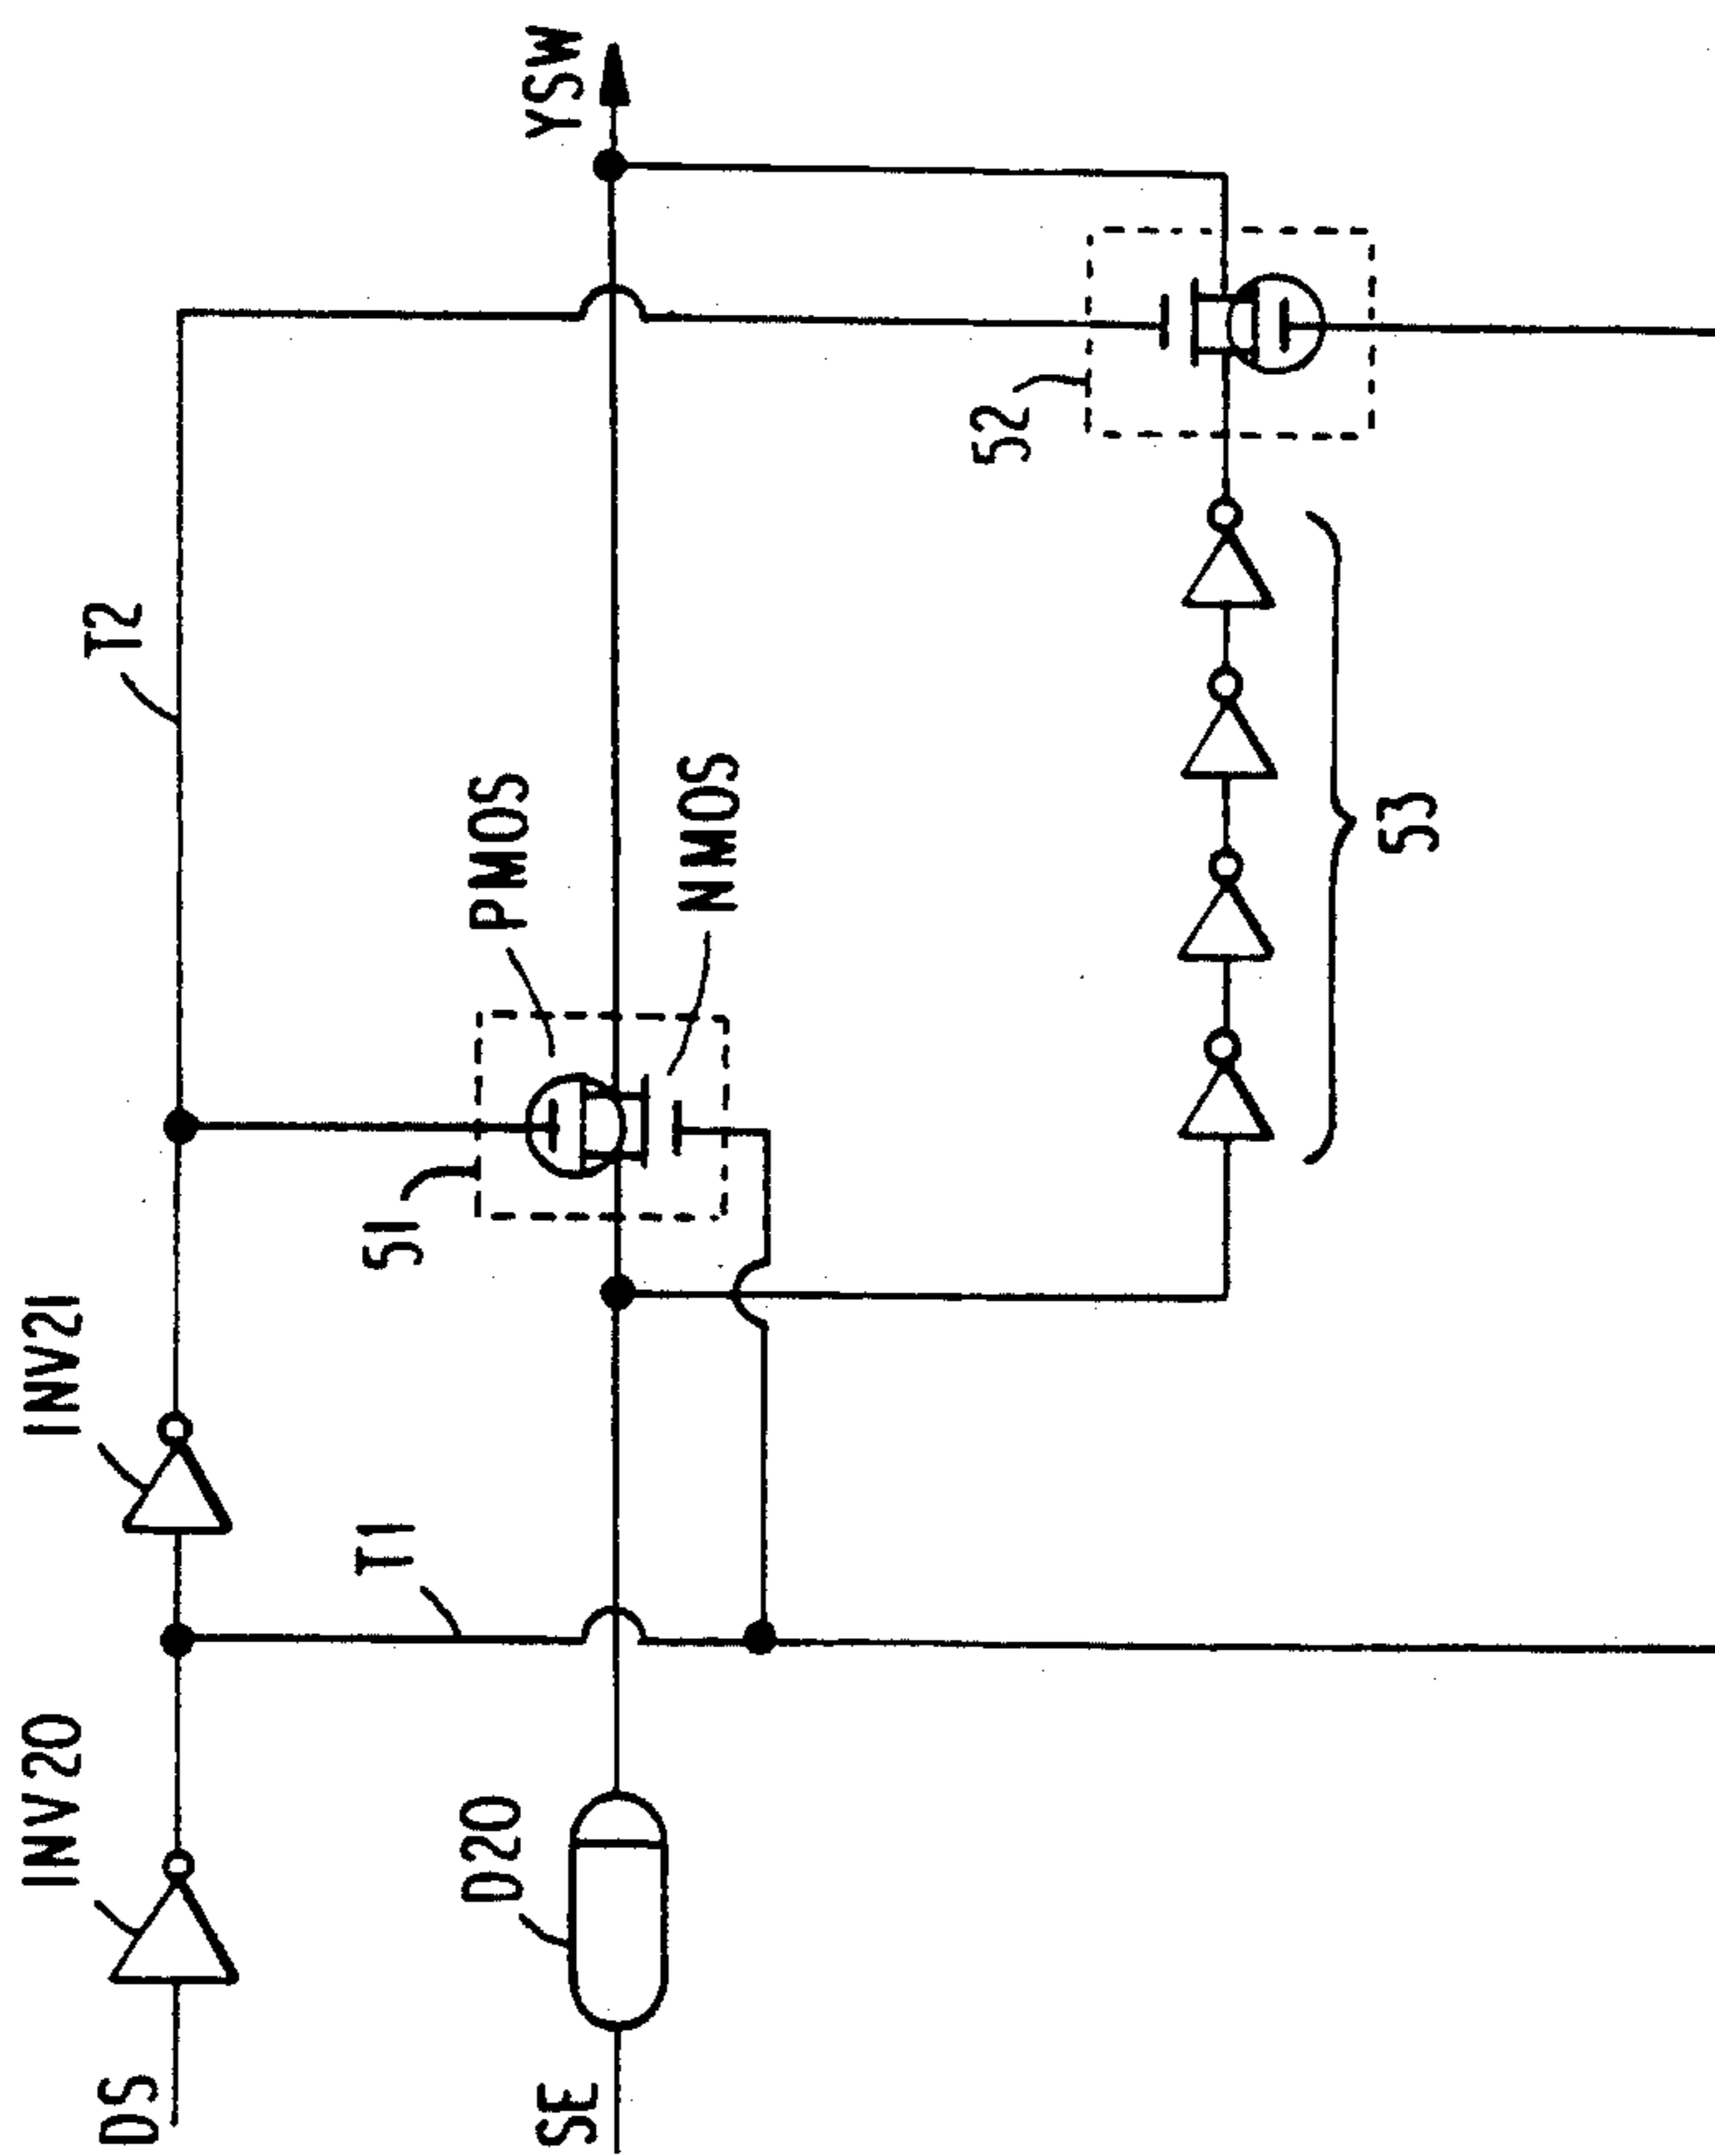 DS
INV20
INV21
T2
YSW
SE
D20
T1
51
PMOS
NMOS
52
53